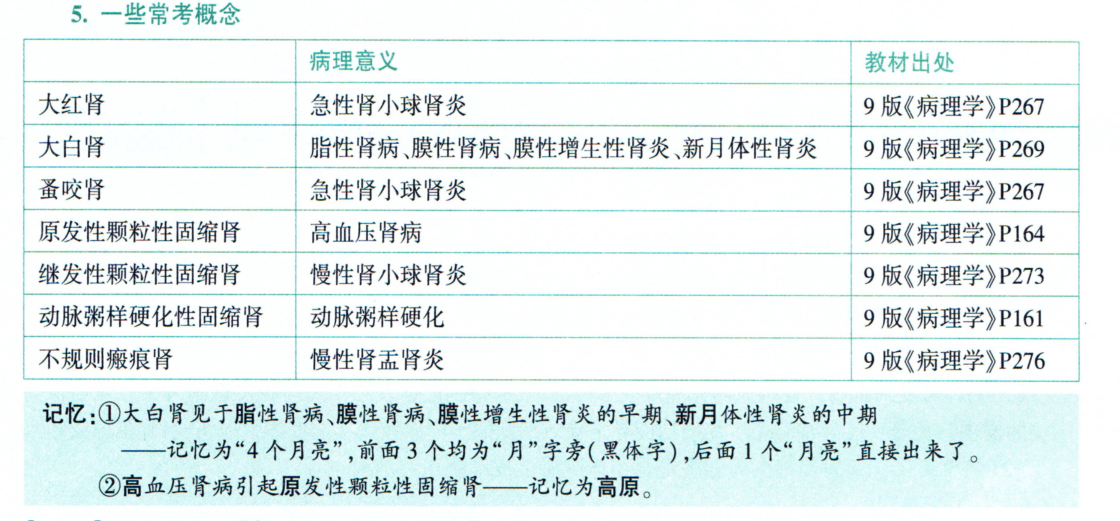 5. 一些常考概念
病理意义 教材出处
大红肾 急性肾小球肾炎 9 版《病理学》P267
大白肾 脂性肾病、膜性肾病、膜性增生性肾炎、新月体性肾炎 9 版《病理学》P269
蚤咬肾 急性肾小球肾炎 9 版《病理学》P267
原发性颗粒性固缩肾 高血压肾病 9 版《病理学》P164
继发性颗粒性固缩肾 慢性肾小球肾炎 9 版《病理学》P273
动脉粥样硬化性固缩肾 动脉粥样硬化 9 版《病理学》P161
不规则瘢痕肾 慢性肾盂肾炎 9 版《病理学》P276
记忆:①大白肾见于脂性肾病、膜性肾病、膜性增生性肾炎的早期、新月体性肾炎的中期
——记忆为“4 个月亮”,前面 3 个均为“月”字旁(黑体字),后面 1 个“月亮”直接出来了。
②高血压肾病引起原发性颗粒性固缩肾——记忆为高原。